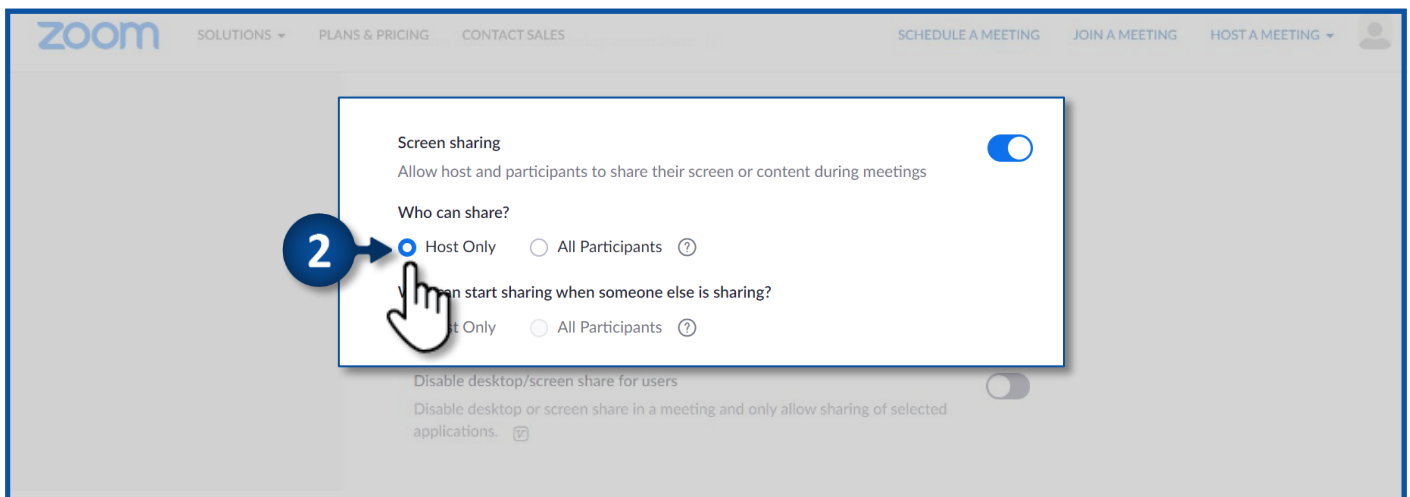 zoom SOLUTIONS PLANS & PRICING CONTACT SALES SCHEDULE A MEETING JOIN A MEETING HOST A MEETING
Screen sharing
Allow host and participants to share their screen or content during meetings
Who can share?
2 Host Only All Participants ?
an start sharing when someone else is sharing?
st Only All Participants ?
Disable desktop/screen share for users
Disable desktop or screen share in a meeting and only allow sharing of selected
applications. v